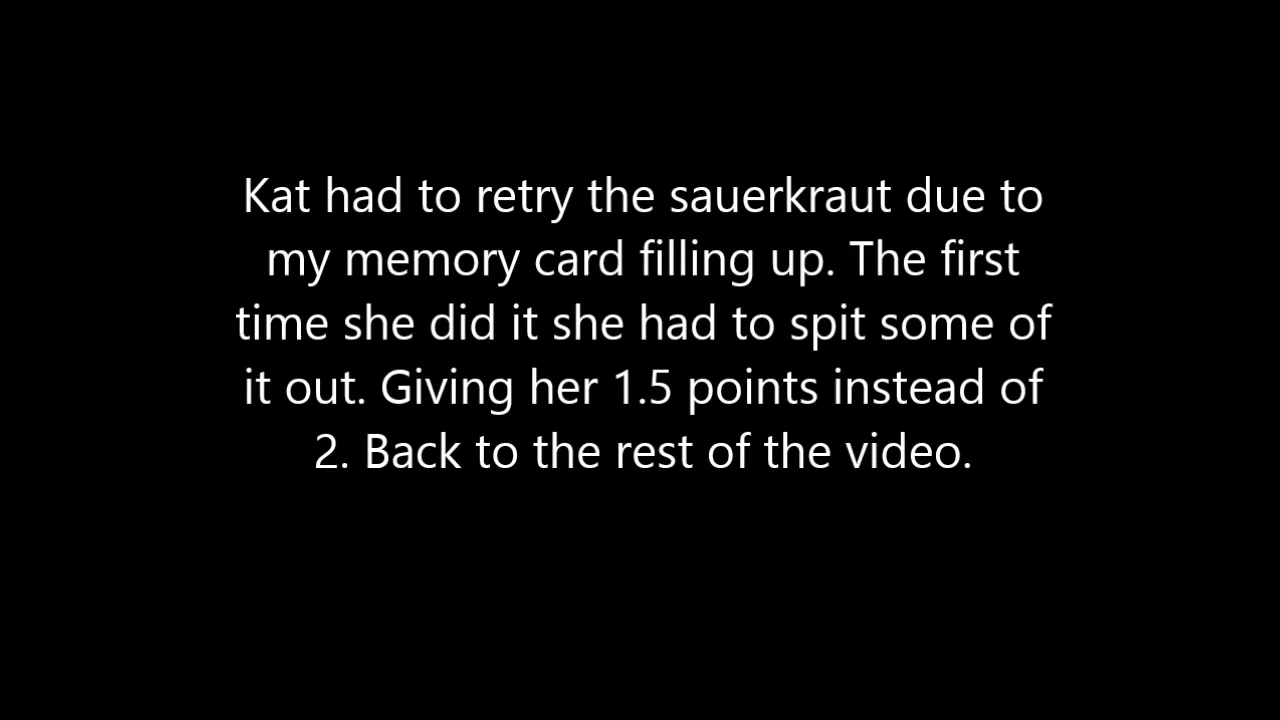 Kat had to retry the sauerkraut due to
my memory card filling up. The first
time she did it she had to spit some of
it out. Giving her 1.5 points instead of
2. Back to the rest of the video.